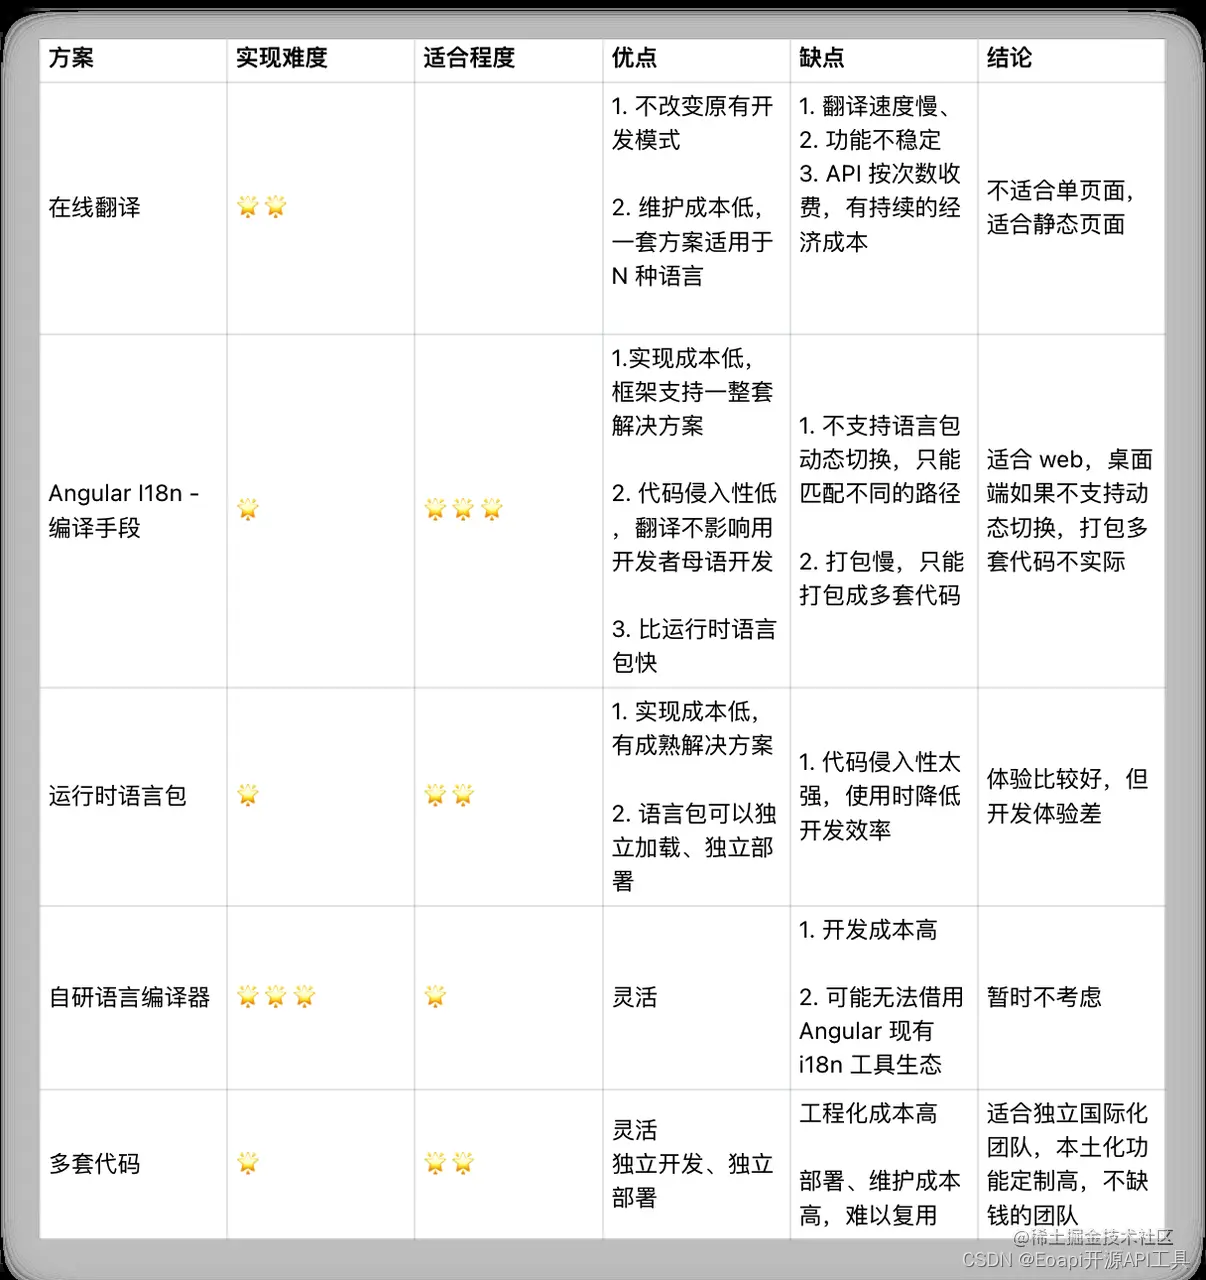 方案
实现难度
适合程度
优点
缺点
结论
在线翻译
🌟🌟
1. 不改变原有开
发模式
2. 维护成本低，
一套方案适用于
N 种语言
1. 翻译速度慢、
2. 功能不稳定
3. API 按次数收
费，有持续的经
济成本
不适合单页面，
适合静态页面
Angular I18n -
编译手段
🌟
🌟🌟🌟
1.实现成本低，
框架支持一整套
解决方案
2. 代码侵入性低
，翻译不影响用
开发者母语开发
3. 比运行时语言
包快
1. 不支持语言包
动态切换，只能
匹配不同的路径
2. 打包慢，只能
打包成多套代码
适合 web，桌面
端如果不支持动
态切换，打包多
套代码不实际
运行时语言包
🌟
🌟🌟
1. 实现成本低，
有成熟解决方案
2. 语言包可以独
立加载、独立部
署
1. 代码侵入性太
强，使用时降低
开发效率
体验比较好，但
开发体验差
自研语言编译器
🌟🌟🌟
🌟
灵活
1. 开发成本高
2. 可能无法借用
Angular 现有
i18n 工具生态
暂时不考虑
多套代码
🌟
🌟🌟
灵活
独立开发、独立
部署
工程化成本高
部署、维护成本
高，难以复用
适合独立国际化
团队，本土化功
能定制高，不缺
钱的团队
@稀土掘金技术社区
CSDN @Eoapi开源API工具